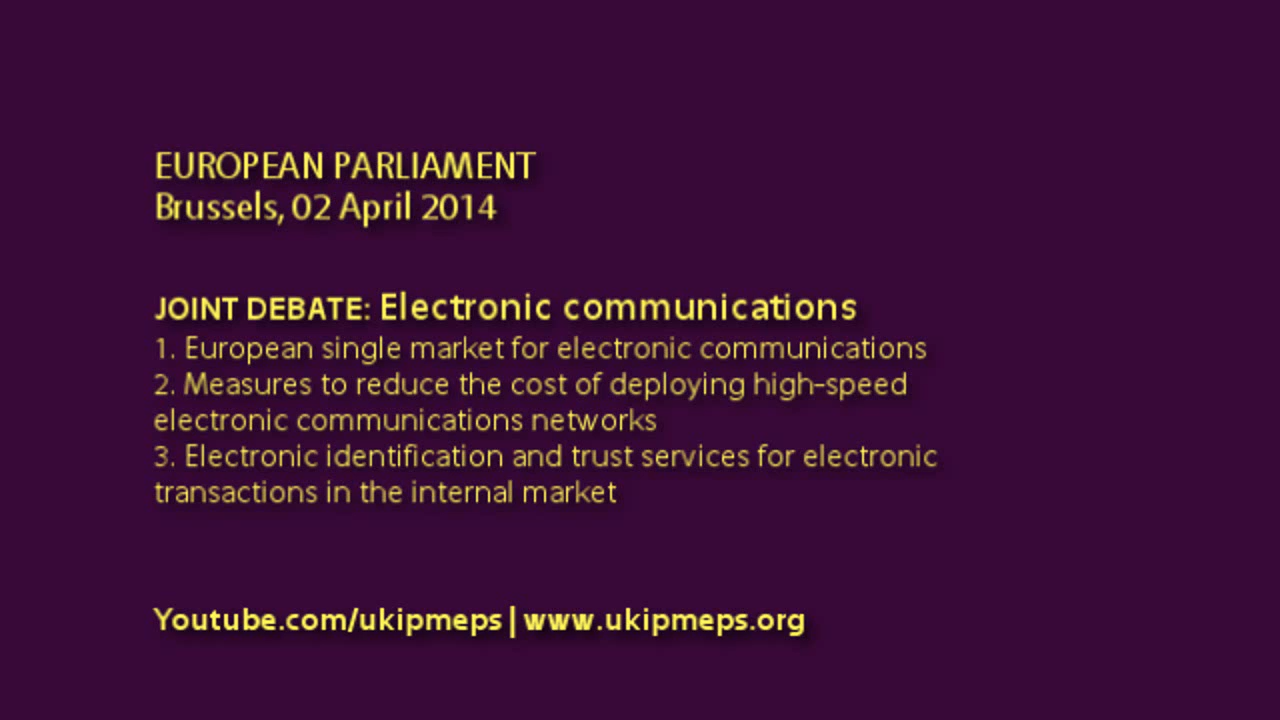 EUROPEAN PARLIAMENT
Brussels, 02 April 2014
JOINT DEBATE: Electronic communications
1. European single market for electronic communications
2. Measures to reduce the cost of deploying high-speed
electronic communications networks
3. Electronic identification and trust services for electronic
transactions in the internal market
Youtube.com/ukipmeps | www.ukipmeps.org